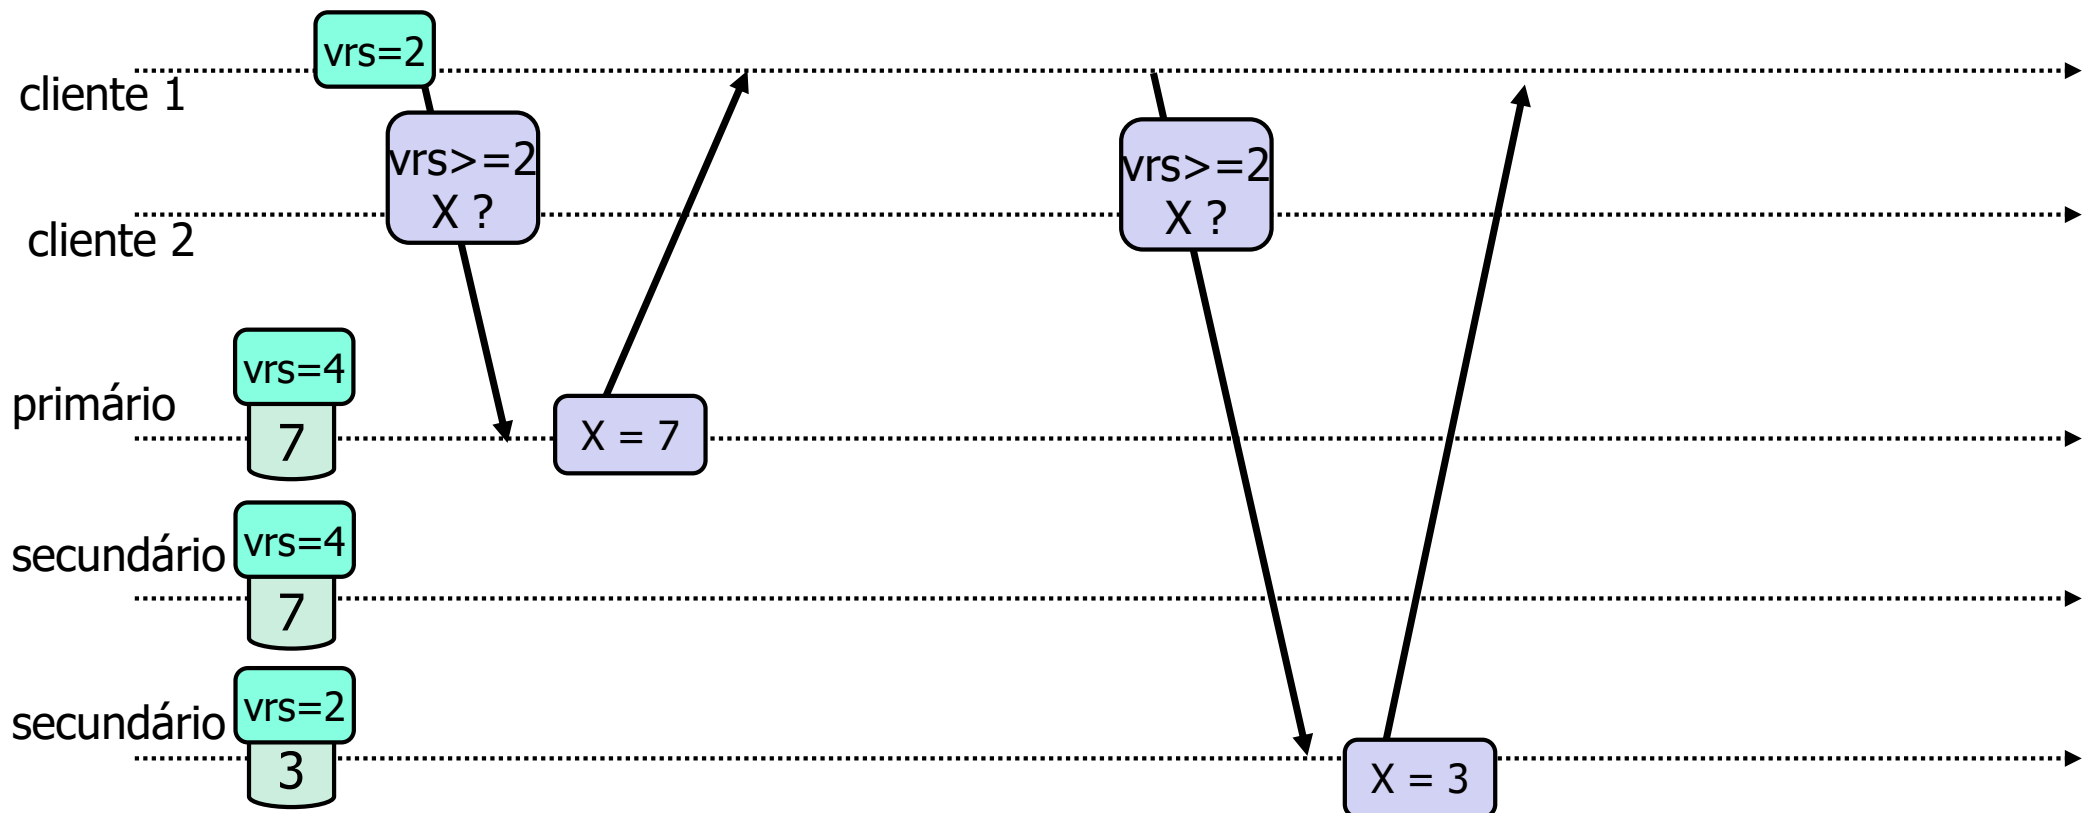 vrs=2
cliente 1
vrs>=2
X ?
vrs>=2
X ?
cliente 2
vrs=4
primário
7
X = 7
vrs=4
secundário
7
vrs=2
secundário
3
X = 3